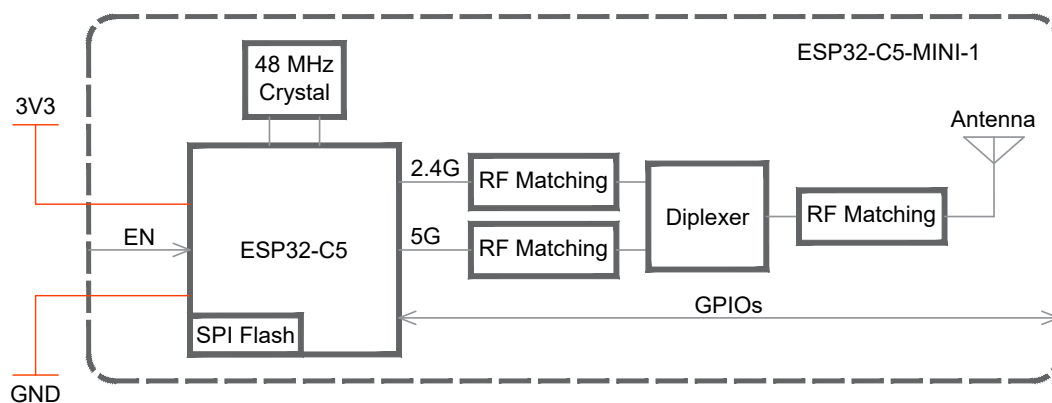 ESP32-C5-MINI-1
48 MHz
Crystal
3V3
Antenna
2.4G
RF Matching
Diplexer
RF Matching
EN
ESP32-C5
5G
RF Matching
GPIOs
SPI Flash
GND